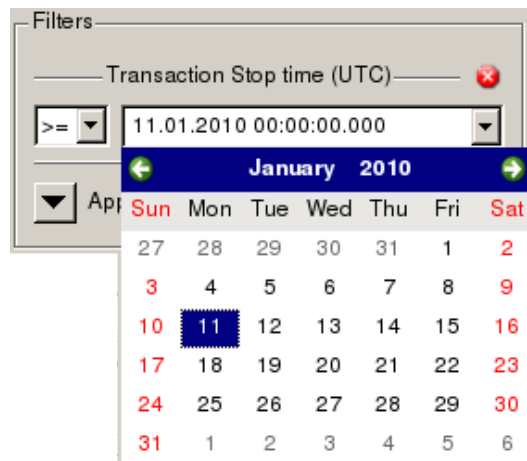 Filters
Transaction Stop time (UTC)
>= 11.01.2010 00:00:00.000
January 2010
Sun Mon Tue Wed Thu Fri Sat
27 28 29 30 31 1 2
3 4 5 6 7 8 9
10 11 12 13 14 15 16
17 18 19 20 21 22 23
24 25 26 27 28 29 30
31 1 2 3 4 5 6